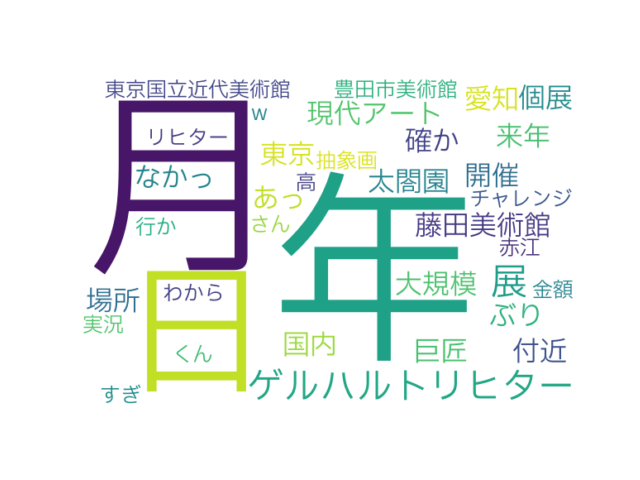 東京国立近代美術館
豊田市美術館
愛知
個展
w
現代アート
月
リヒター
確か
来年
東京
抽象画
なかっ
高
太閤園
開催
あっ
チャレンジ
行か
さん
年
藤田美術館
赤江
日
展
大規模
金額
場所
わから
ぶり
実況
くん
国内
巨匠
付近
すぎ
ゲルハルトリヒター